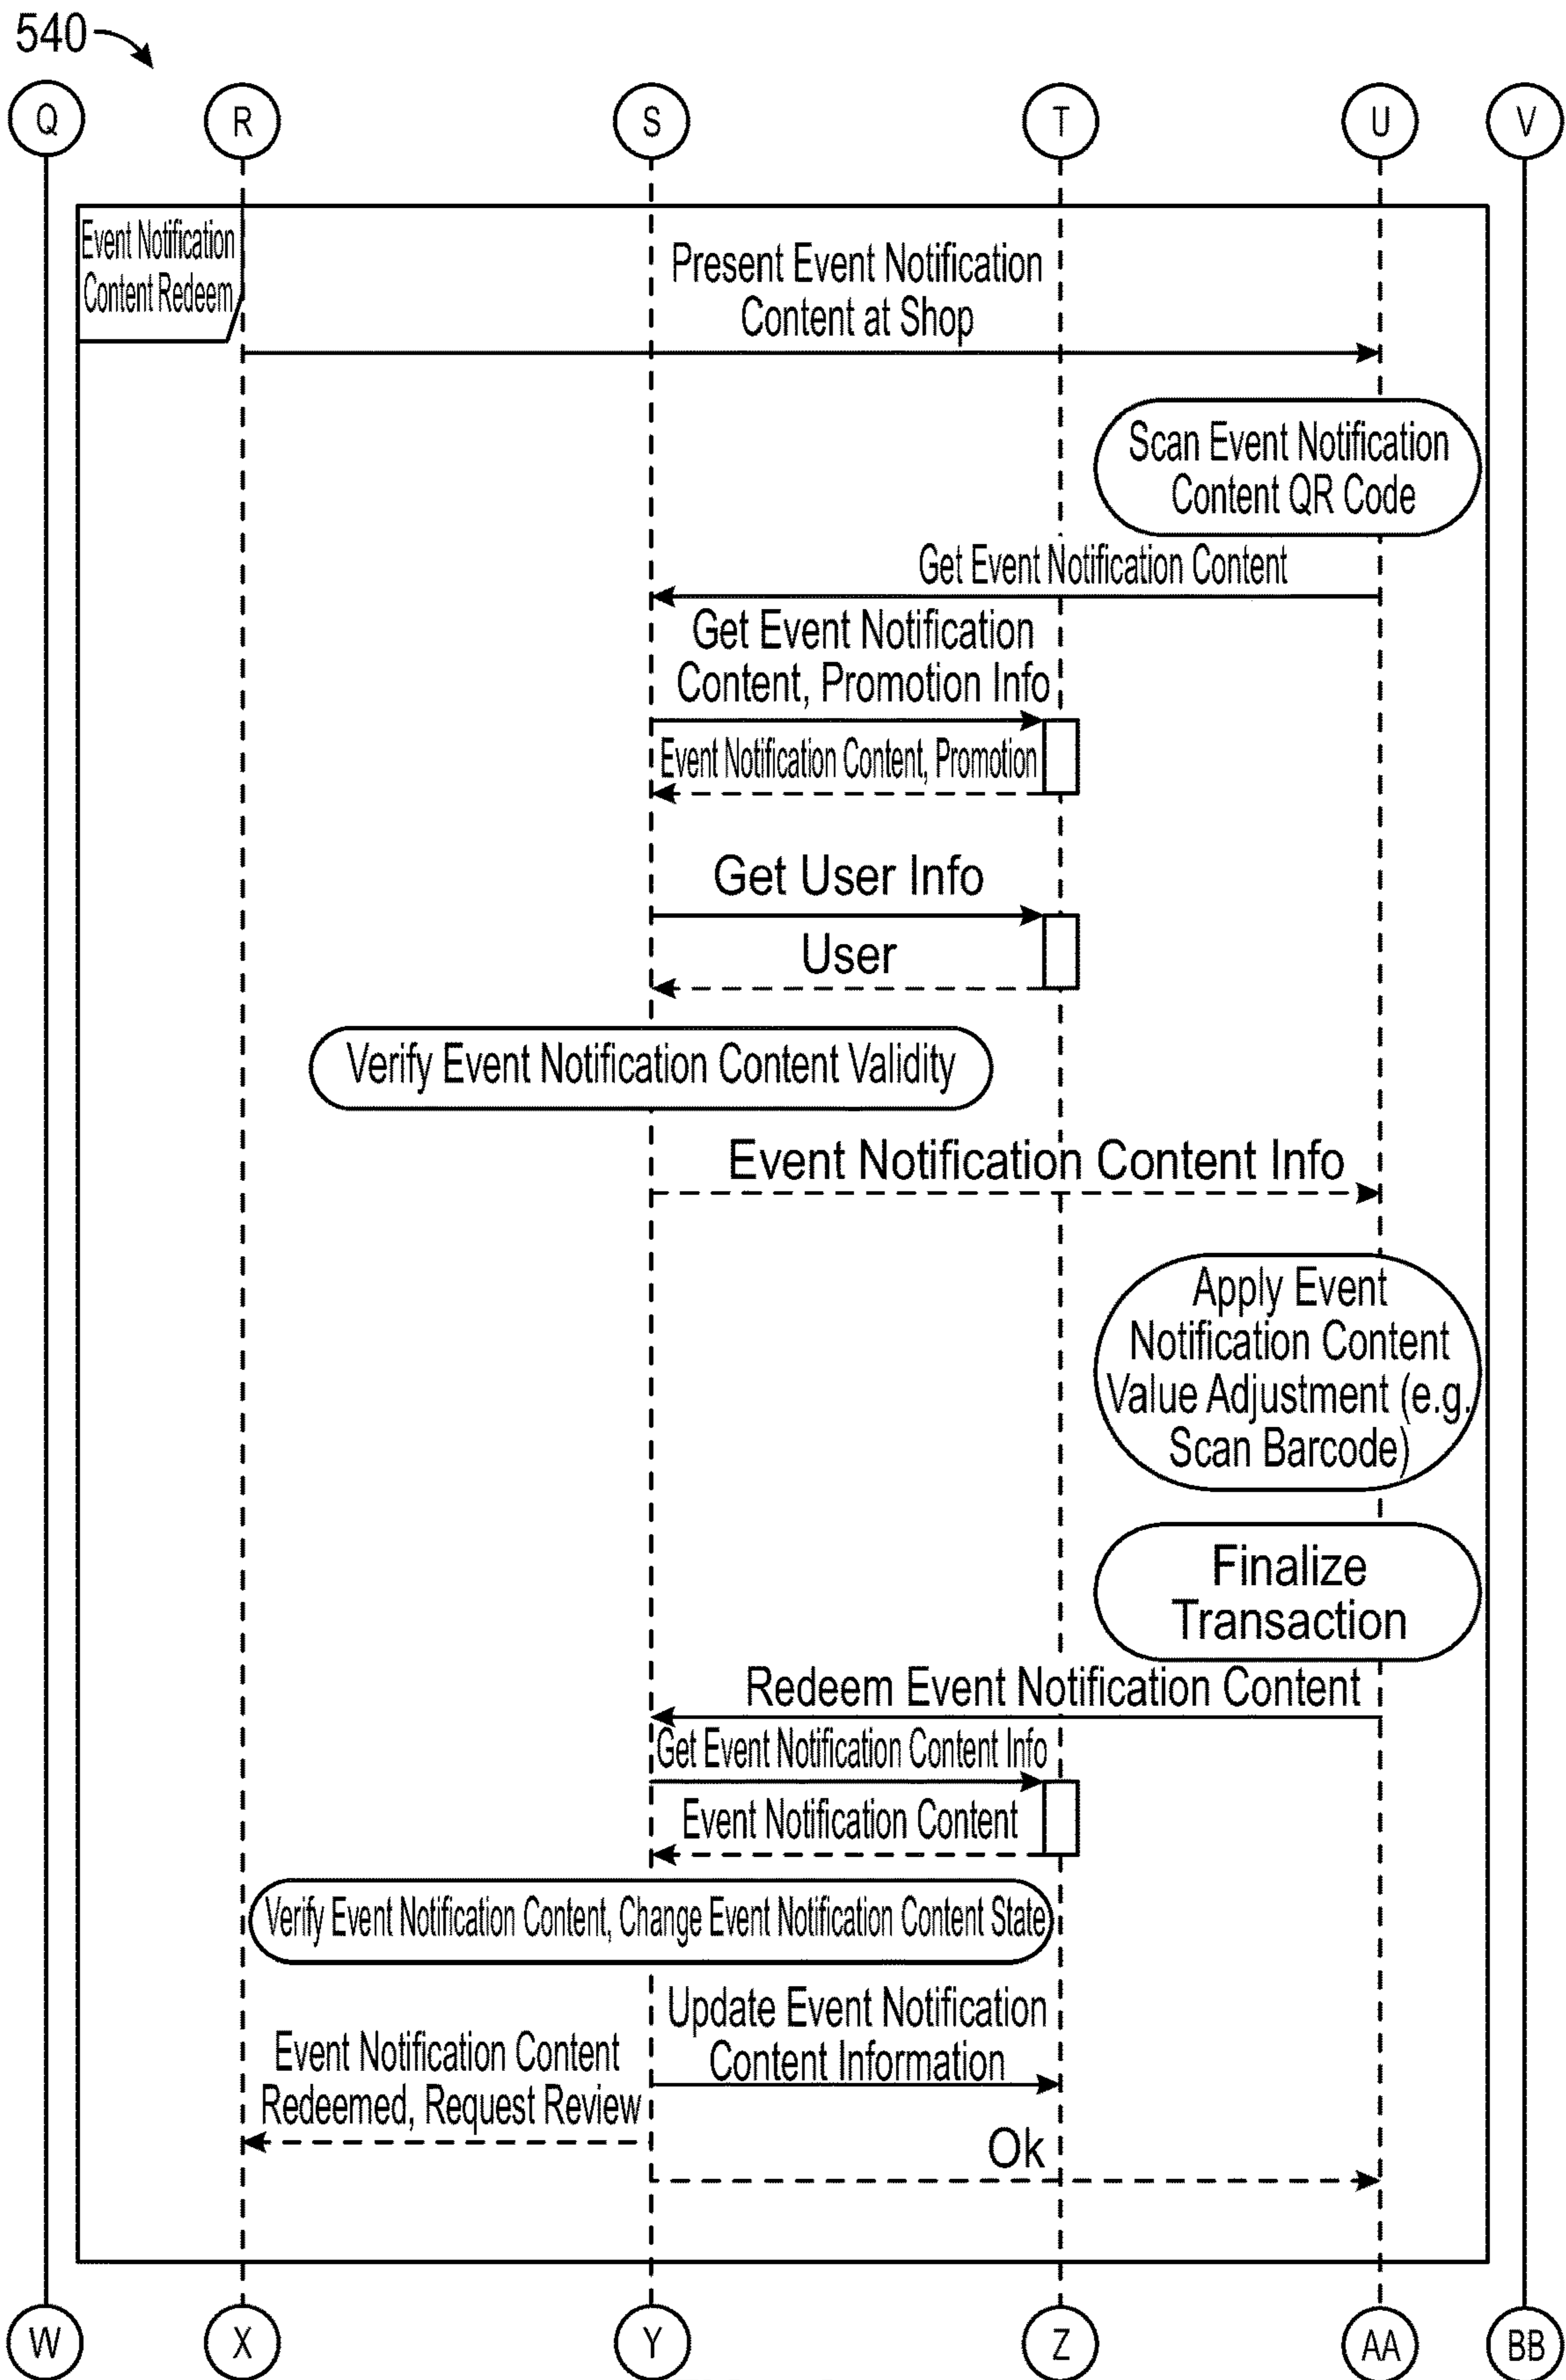 540
Q
R
S
T
U
V
Event Notification
Content Redeem
Present Event Notification
Content at Shop
Scan Event Notification
Content QR Code
Get Event Notification Content
Get Event Notification
Content, Promotion Info
Event Notification Content, Promotion
Get User Info
User
Verify Event Notification Content Validity
Event Notification Content Info
Apply Event
Notification Content
Value Adjustment (e.g.
Scan Barcode)
Finalize
Transaction
Redeem Event Notification Content
Get Event Notification Content Info
Event Notification Content
Verify Event Notification Content, Change Event Notification Content State
Update Event Notification
Content Information
Event Notification Content
Redeemed, Request Review
Ok
W
X
Y
Z
AA
BB